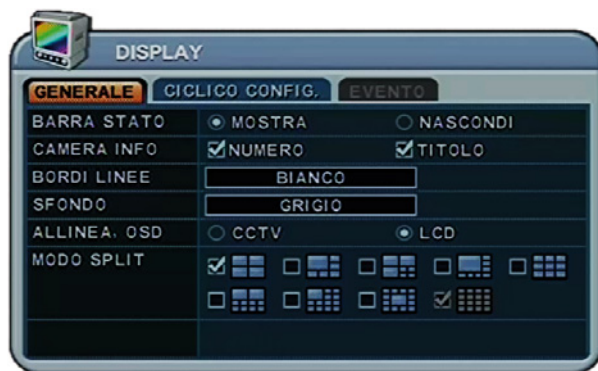 DISPLAY
GENERALE CICLICO CONFIG. EVENTO
BARRA STATO MOSTRA NASCONDI
CAMERA INFO NUMERO TITOLO
BORDI LINEE BIANCO
SFONDO GRIGIO
ALLINEA. OSD CCTV LCD
MODO SPLIT